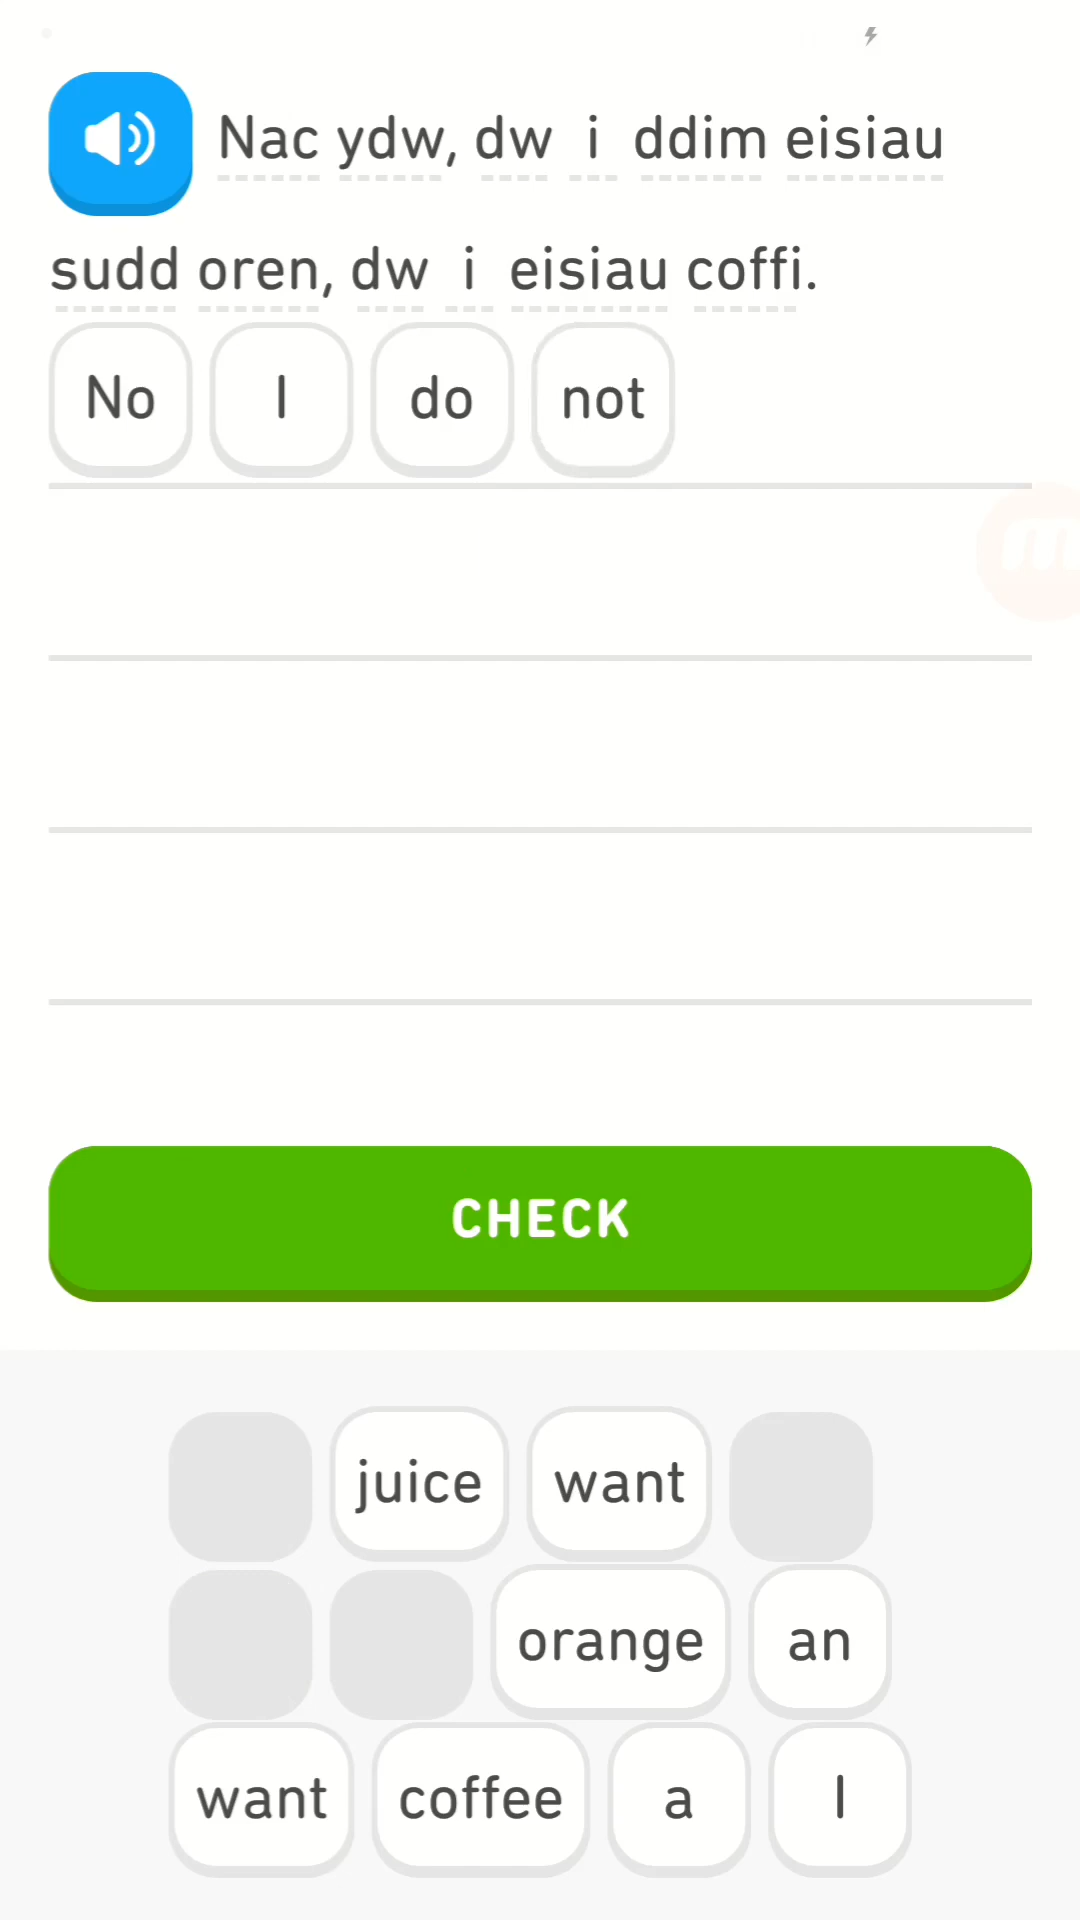 Nac ydw, dw i ddim eisiau
sudd oren, dw i eisiau coffi.
No I do not
CHECK
juice want
orange an
want coffee a I